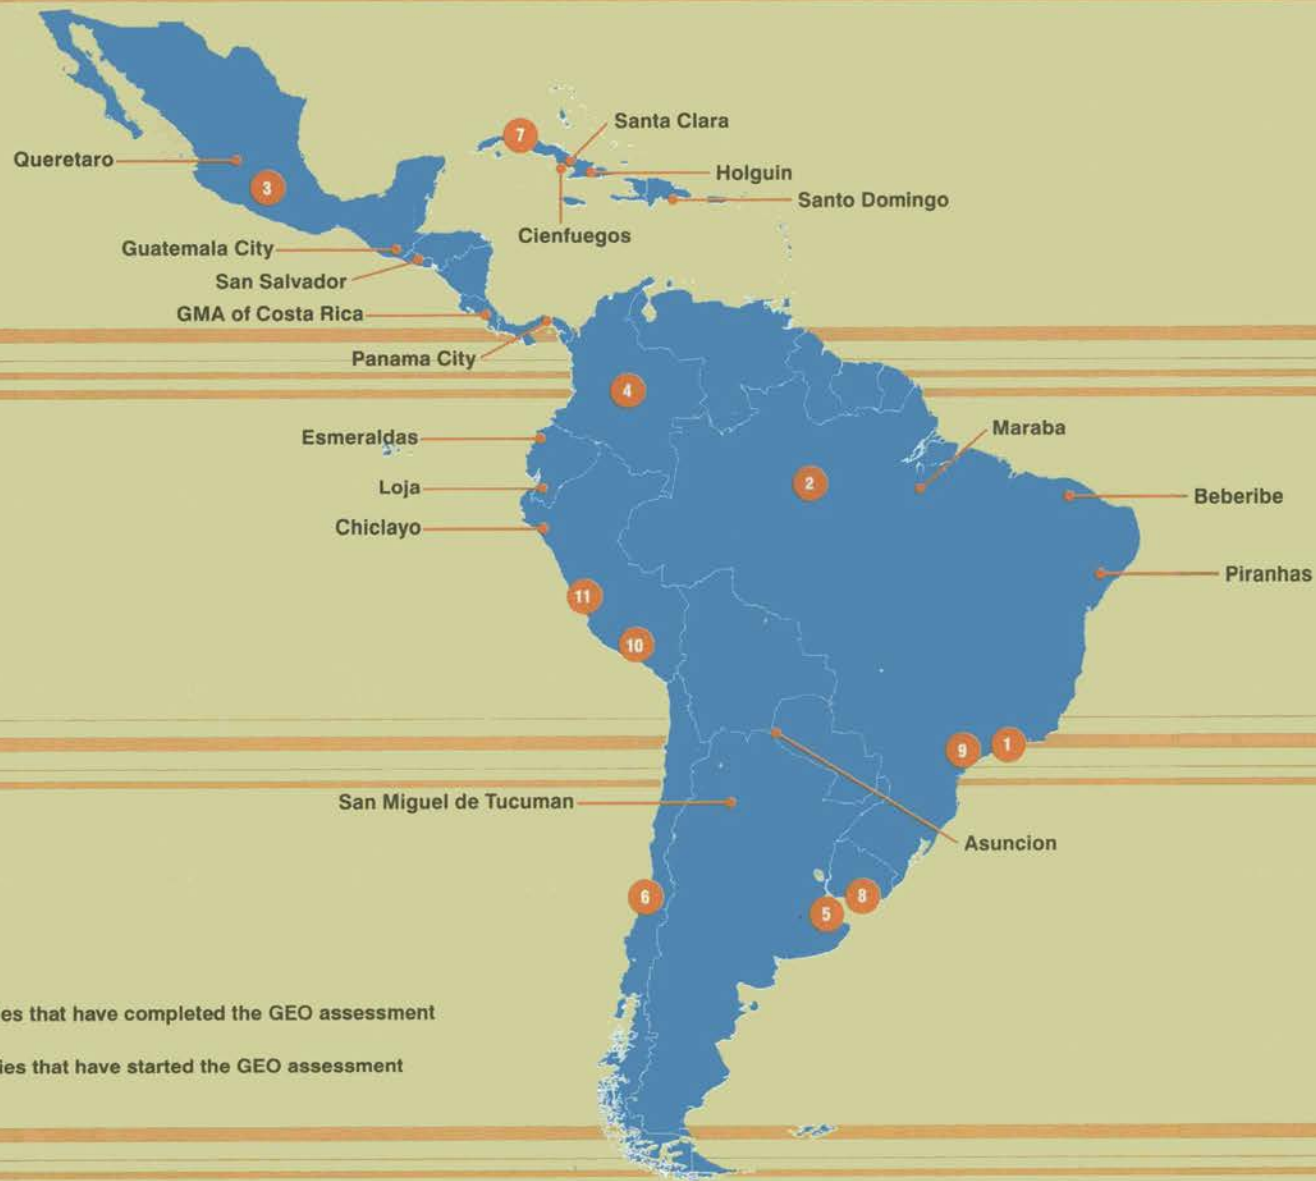 Santa Clara
7
Queretaro
Holguin
3
Santo Domingo
Cienfuegos
Guatemala City
San Salvador
GMA of Costa Rica
Panama City
4
Maraba
Esmeraldas
2
Loja
Beberibe
Chiclayo
Piranhas
11
10
9
1
San Miguel de Tucuman
Asuncion
6
8
5
es that have completed the GEO assessment
ies that have started the GEO assessment